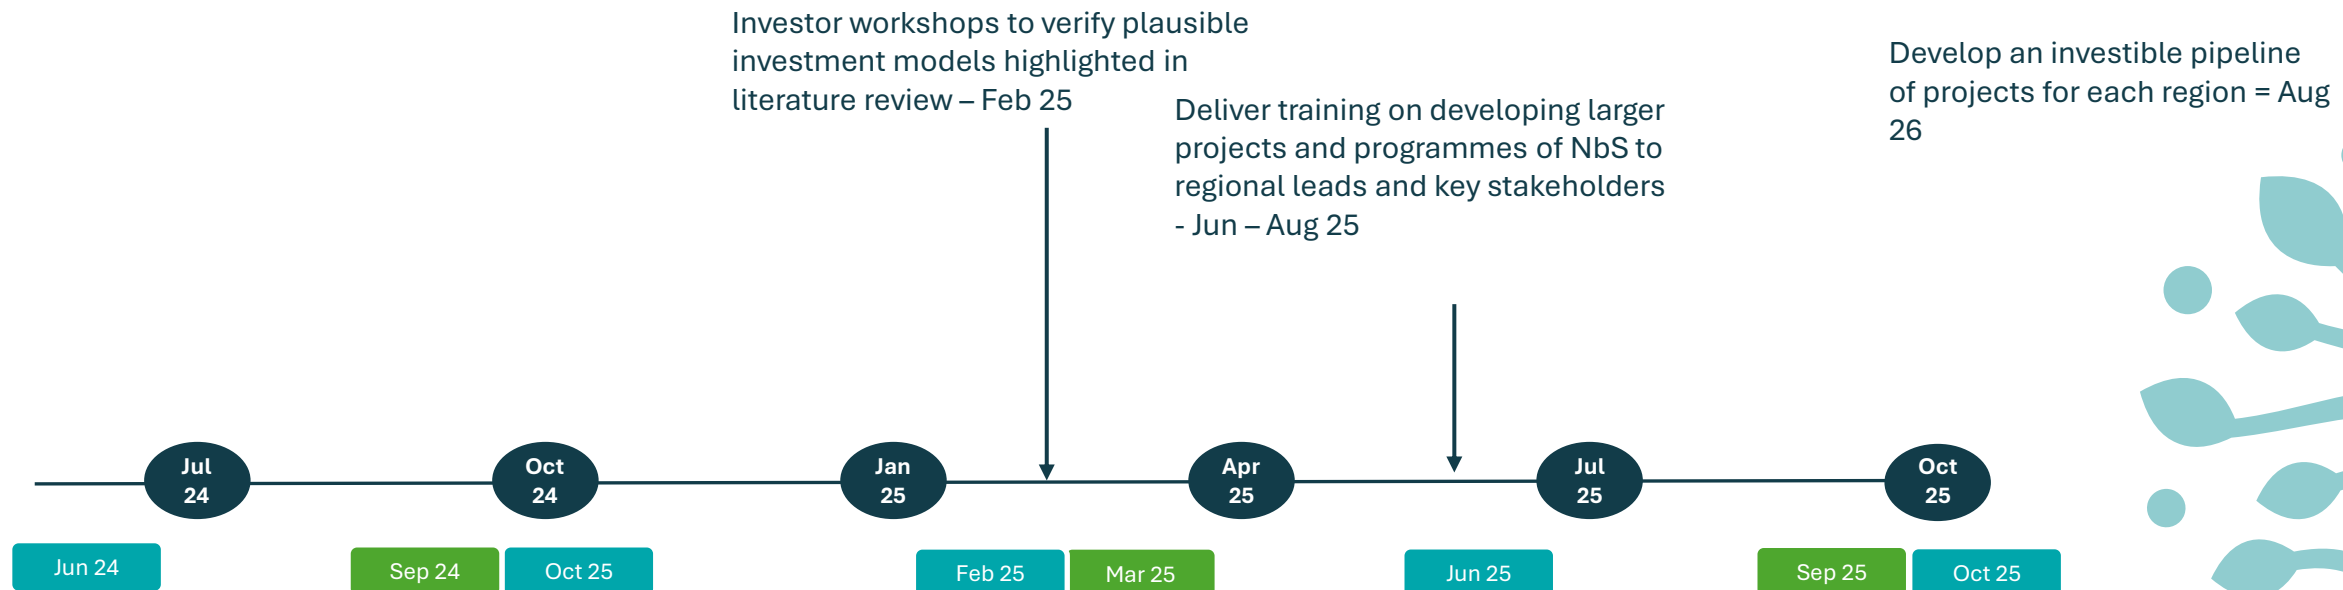 Investor workshops to verify plausible
investment models highlighted in
literature review – Feb 25
Deliver training on developing larger
projects and programmes of NbS to
regional leads and key stakeholders
- Jun – Aug 25
Develop an investible pipeline
of projects for each region = Aug
26
Jul
24
Oct
24
Jan
25
Apr
25
Jul
25
Oct
25
Jun 24
Sep 24
Oct 25
Feb 25
Mar 25
Jun 25
Sep 25
Oct 25